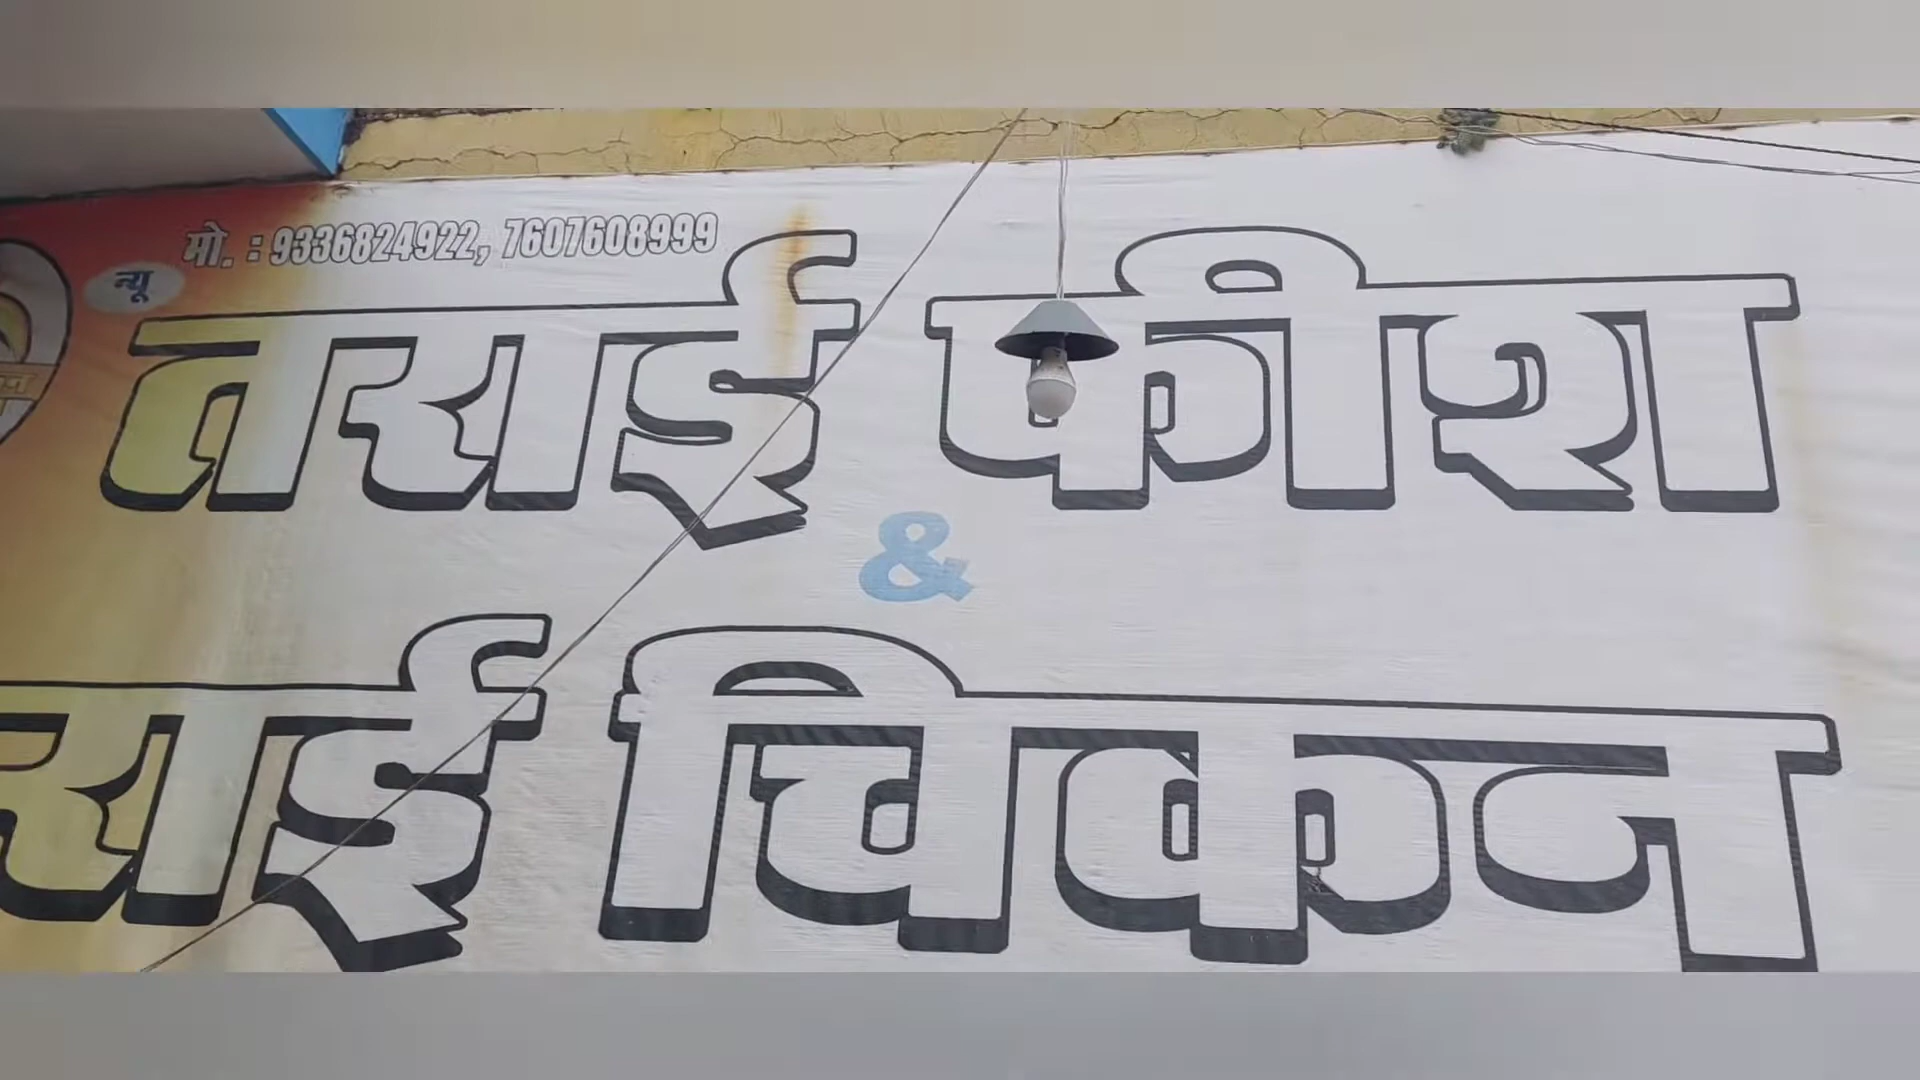 मो. : 9336824922, 7607608999
न्यू
तराई फीश
&
राई चिकन